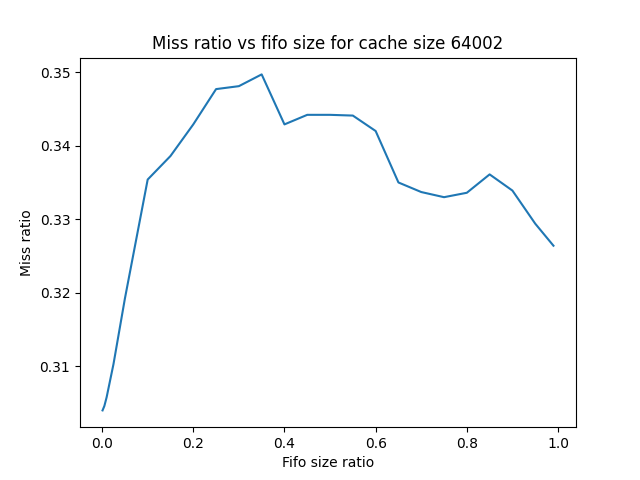 Miss ratio vs fifo size for cache size 64002
0.35
0.34
0.33
0.32
0.31
Miss ratio
0.0 0.2 0.4 0.6 0.8 1.0
Fifo size ratio